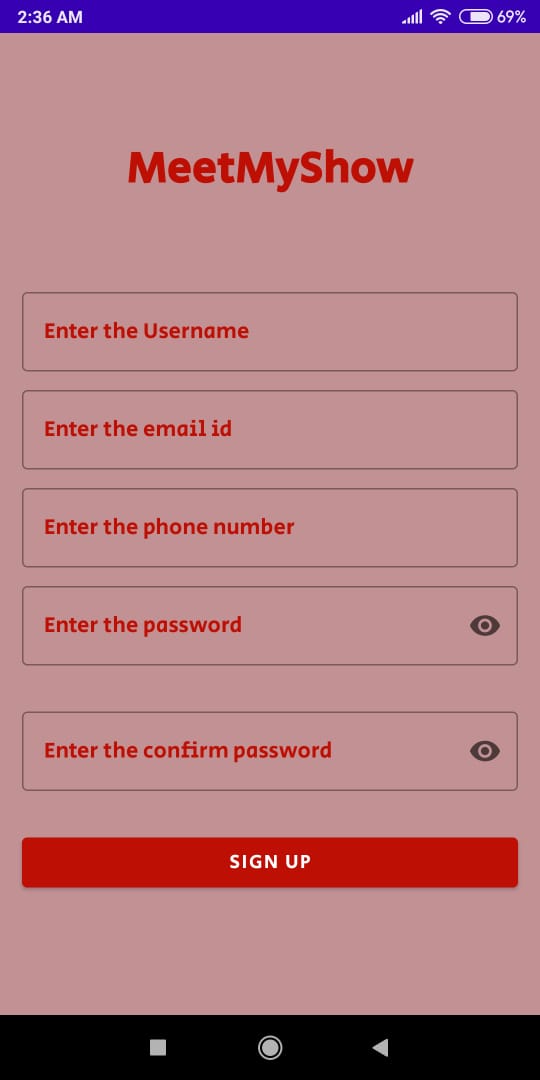 2:36 AM 69%
MeetMyShow
Enter the Username
Enter the email id
Enter the phone number
Enter the password
Enter the confirm password
SIGN UP